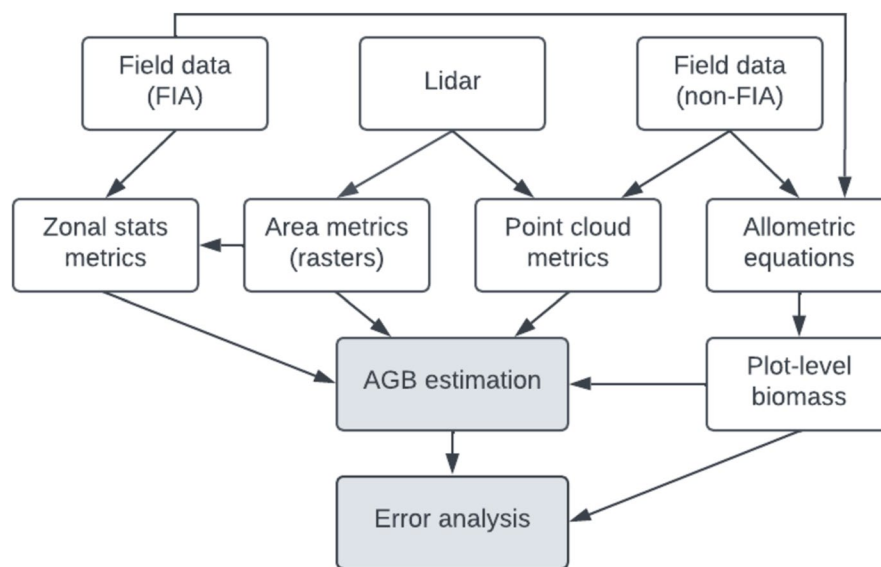 Field data
(FIA)
Lidar
Field data
(non-FIA)
Zonal stats
metrics
Area metrics
(rasters)
Point cloud
metrics
Allometric
equations
AGB estimation
Plot-level
biomass
Error analysis